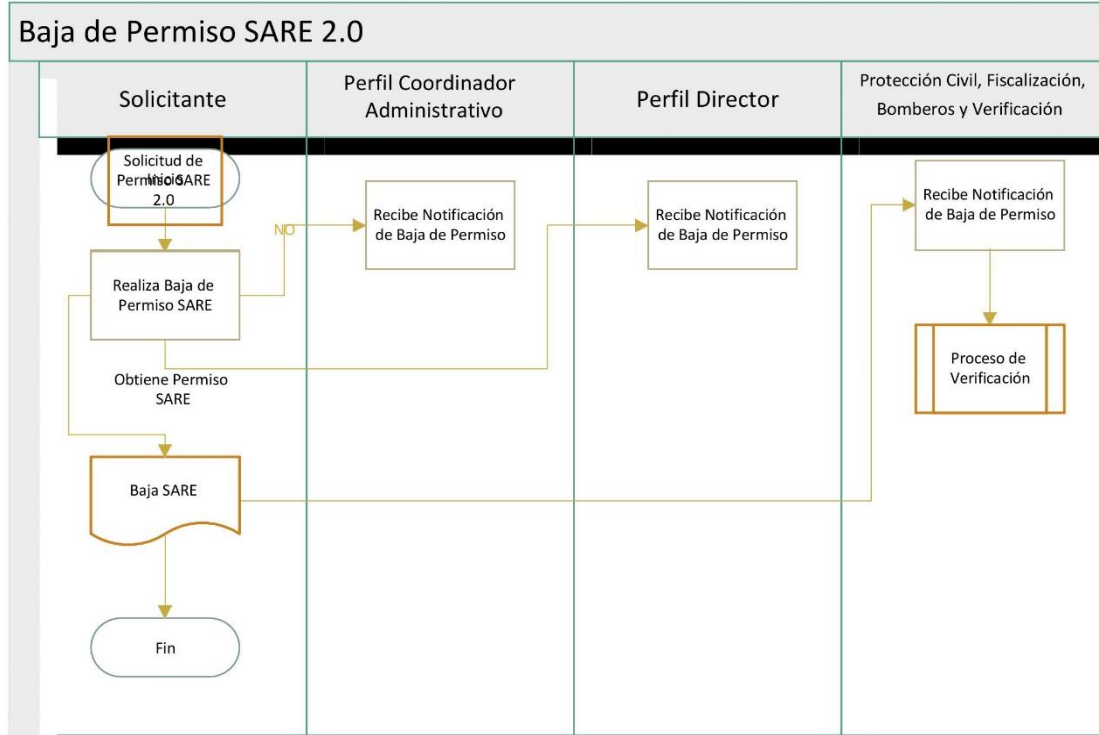 Baja de Permiso SARE 2.0
Solicitante
Perfil Coordinador
Administrativo
Perfil Director
Protección Civil, Fiscalización,
Bomberos y Verificación
Solicitud de
Permiso SARE
2.0
Inicio
NO
Realiza Baja de
Permiso SARE
Recibe Notificación
de Baja de Permiso
Recibe Notificación
de Baja de Permiso
Recibe Notificación
de Baja de Permiso
Obtiene Permiso
SARE
Proceso de
Verificación
Baja SARE
Fin